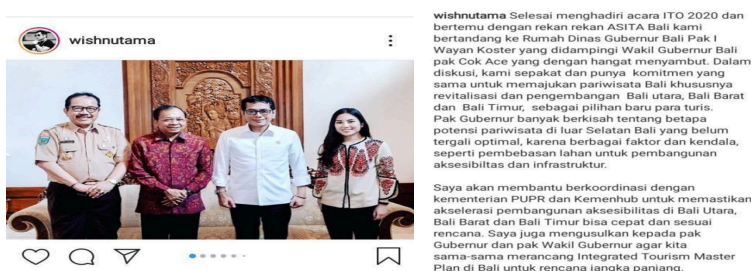 wishnutama
wishnutama Selesai menghadiri acara ITO 2020 dan
bertemu dengan rekan rekan ASITA Bali kami
bertandang ke Rumah Dinas Gubernur Bali Pak I
Wayan Koster yang didampingi Wakil Gubernur Bali
pak Cok Ace yang dengan hangat menyambut. Dalam
diskusi, kami sepakat dan punya komitmen yang
sama untuk memajukan pariwisata Bali khususnya
revitalisasi dan pengembangan Bali utara, Bali Barat
dan Bali Timur, sebagai pilihan baru para turis.
Pak Gubernur banyak berkisah tentang betapa
potensi pariwisata di luar Selatan Bali yang belum
tergali optimal, karena berbagai faktor dan kendala,
seperti pembebasan lahan untuk pembangunan
aksesibiltas dan infrastruktur.
Saya akan membantu berkoordinasi dengan
kementerian PUPR dan Kemenhub untuk memastikan
akselerasi pembangunan aksesibilitas di Bali Utara,
Bali Barat dan Bali Timur bisa cepat dan sesuai
rencana. Saya juga mengusulkan kepada pak
Gubernur dan pak Wakil Gubernur agar kita
sama-sama merancang Integrated Tourism Master
Plan di Bali untuk rencana jangka panjang.